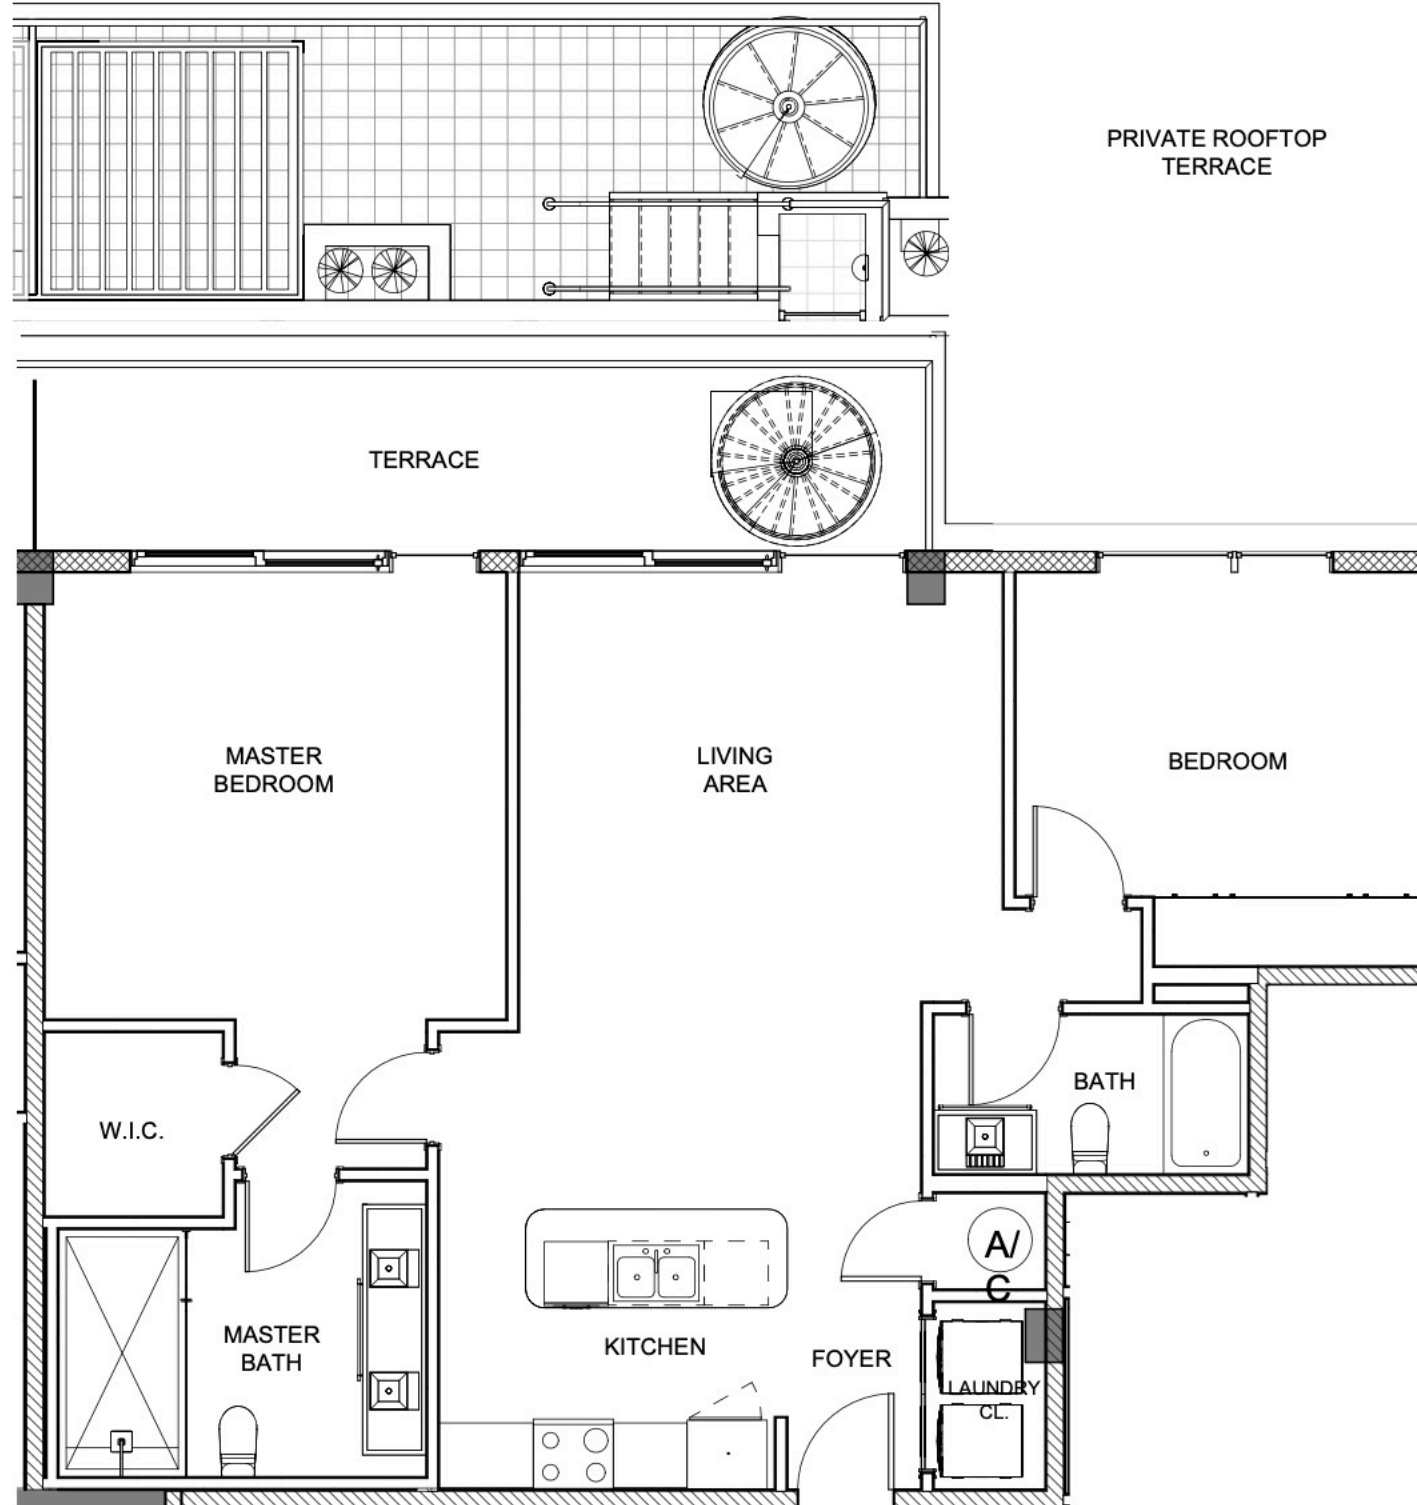 PRIVATE ROOFTOP
TERRACE
TERRACE
MASTER
BEDROOM
LIVING
AREA
BEDROOM
W.I.C.
BATH
A/
C
MASTER
BATH
KITCHEN
FOYER
LAUNDRY
CL.